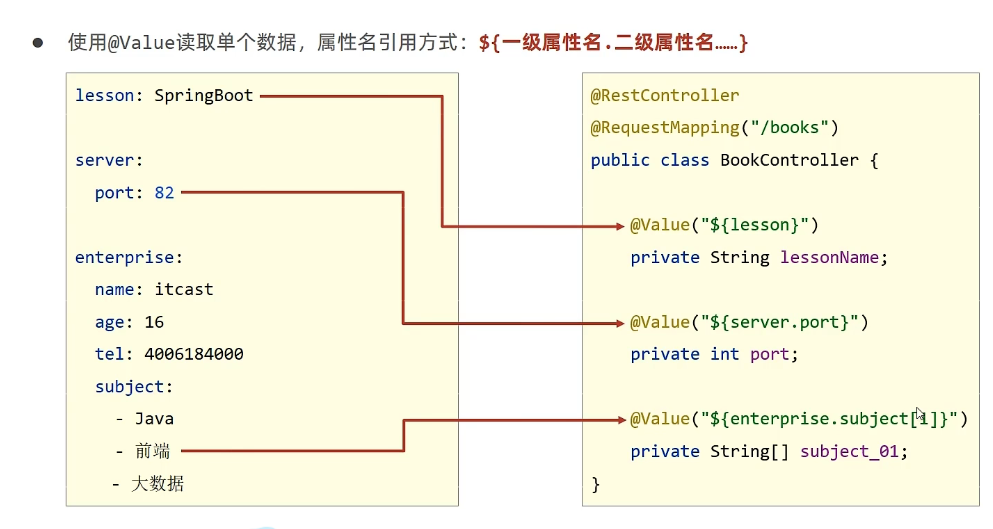 ● 使用@Value读取单个数据，属性名引用方式：${一级属性名.二级属性名……}
lesson: SpringBoot
server:
port: 82
enterprise:
name: itcast
age: 16
tel: 4006184000
subject:
- Java
- 前端
- 大数据
@RestController
@RequestMapping("/books")
public class BookController {
@Value("${lesson}")
private String lessonName;
@Value("${server.port}")
private int port;
@Value("${enterprise.subject[1]}")
private String[] subject_01;
}